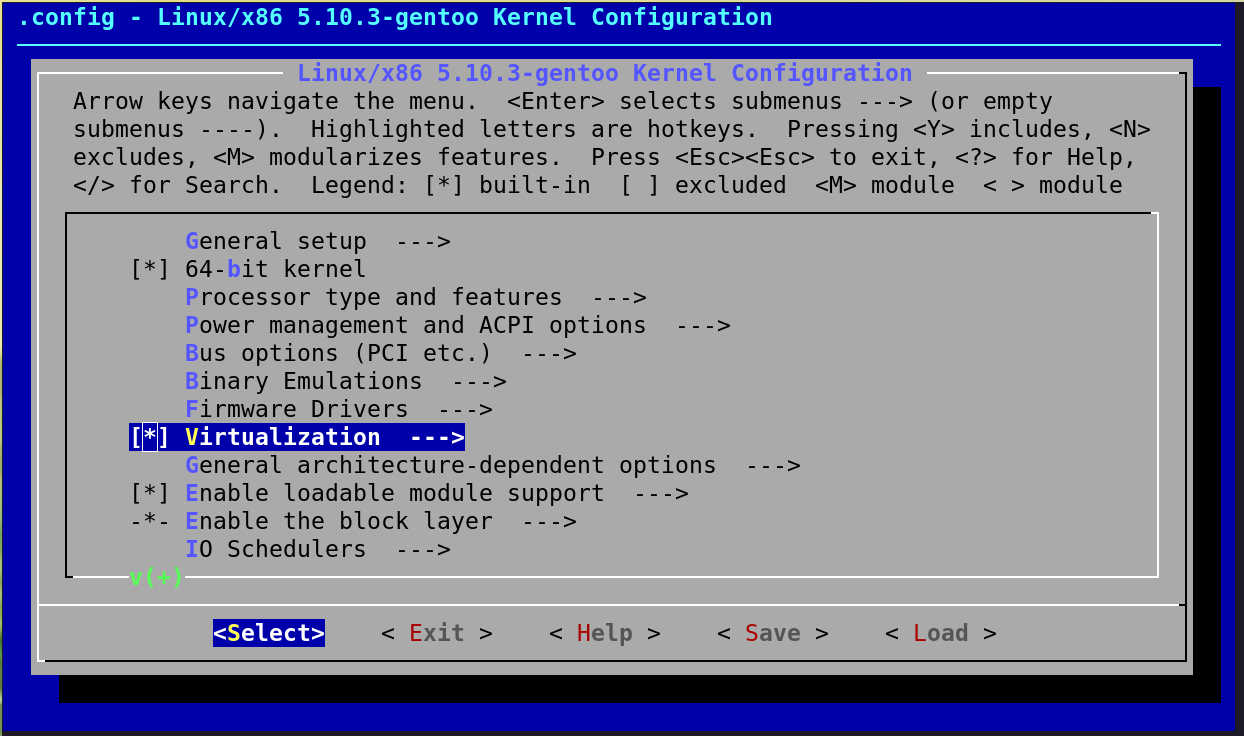 .config - Linux/x86 5.10.3-gentoo Kernel Configuration
Linux/x86 5.10.3-gentoo Kernel Configuration
Arrow keys navigate the menu.  <Enter> selects submenus ---> (or empty
submenus ----).  Highlighted letters are hotkeys.  Pressing <Y> includes, <N>
excludes, <M> modularizes features.  Press <Esc><Esc> to exit, <?> for Help,
</> for Search.  Legend: [*] built-in  [ ] excluded  <M> module  < > module
General setup  --->
[*] 64-bit kernel
Processor type and features  --->
Power management and ACPI options  --->
Bus options (PCI etc.)  --->
Binary Emulations  --->
Firmware Drivers  --->
[*] Virtualization  --->
General architecture-dependent options  --->
[*] Enable loadable module support  --->
-*- Enable the block layer  --->
IO Schedulers  --->
v(+)
<Select>    < Exit >    < Help >    < Save >    < Load >